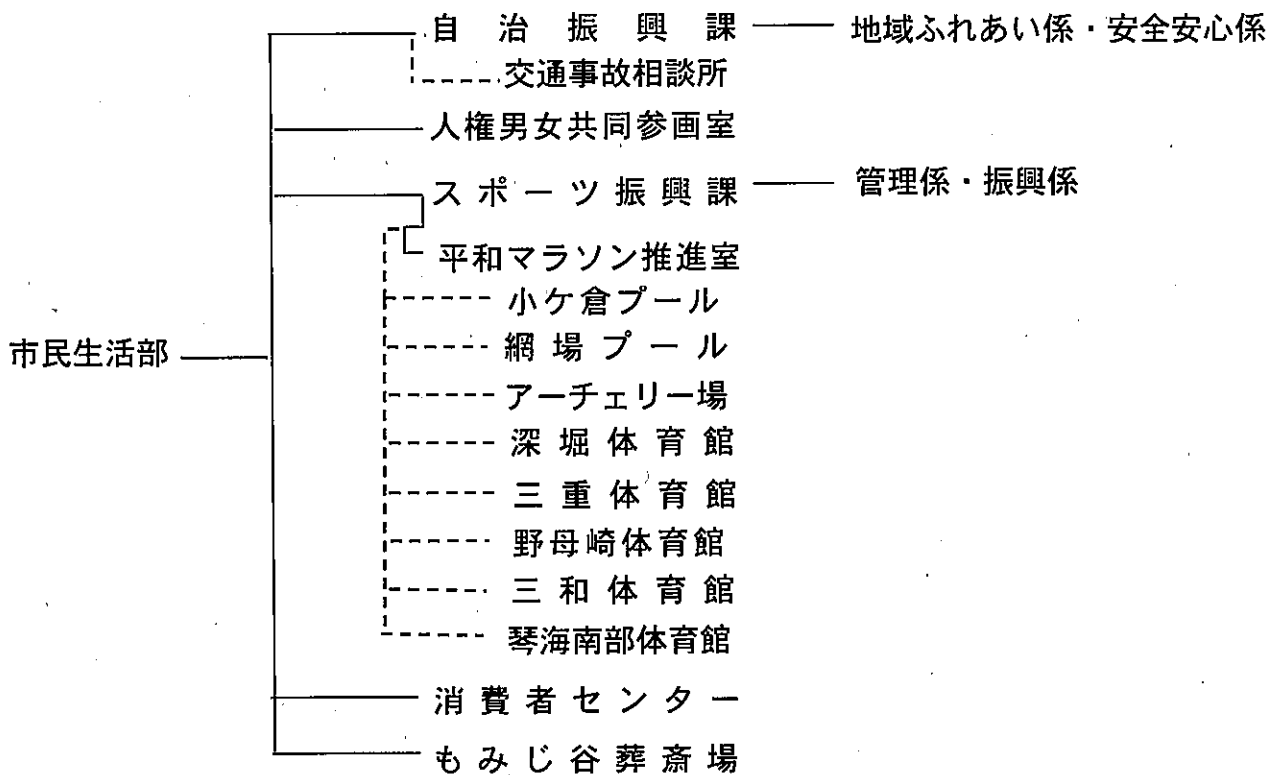 自治振興課 地域ふれあい係・安全安心係
交通事故相談所
人権男女共同参画室
スポーツ振興課 管理係・振興係
平和マラソン推進室
小ケ倉プール
網場プール
市民生活部
アーチェリー場
深堀体育館
三重体育館
野母崎体育館
三和体育館
琴海南部体育館
消費者センター
もみじ谷葬斎場